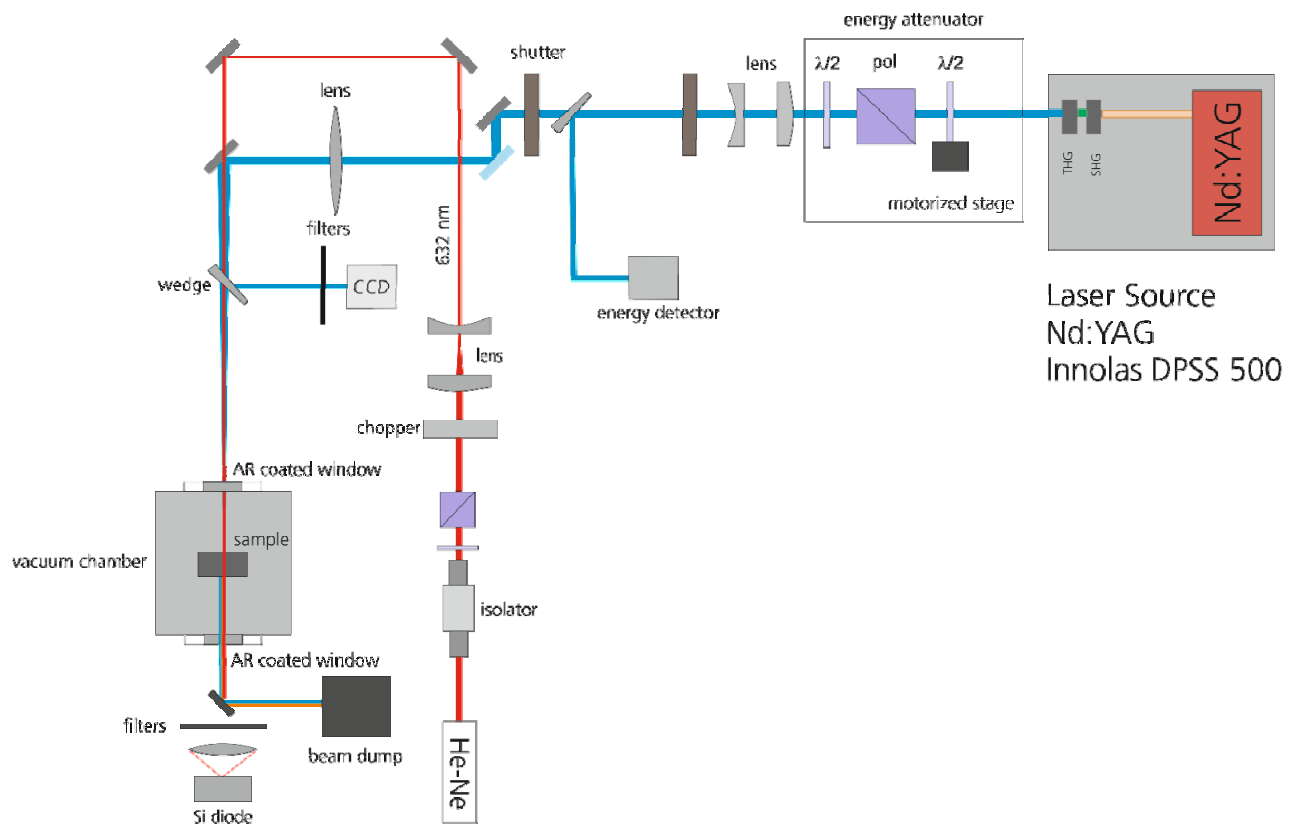 energy attenuator
shutter
lens
λ/2
pol
λ/2
lens
THG
SHG
Nd:YAG
motorized stage
632 nm
filters
wedge
CCD
energy detector
Laser Source
Nd:YAG
Innolas DPSS 500
lens
chopper
AR coated window
sample
vacuum chamber
isolator
AR coated window
filters
beam dump
He-Ne
Si diode